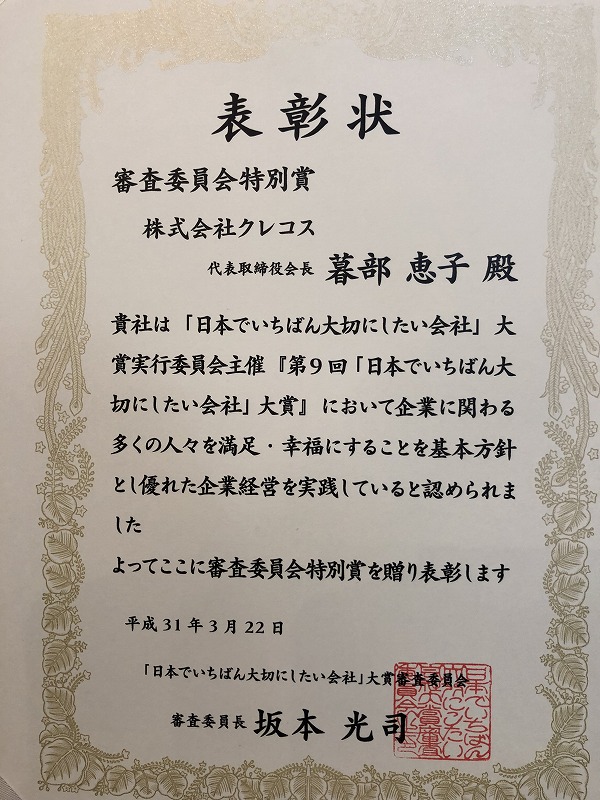 表彰状
審査委員会特別賞
株式会社クレコス
代表取締役会長 暮部 恵子 殿
貴社は「日本でいちばん大切にしたい会社」大
賞実行委員会主催『第9回「日本でいちばん大
切にしたい会社」大賞』において企業に関わる
多くの人々を満足・幸福にすることを基本方針
とし優れた企業経営を実践していると認められま
した
よってここに審査委員会特別賞を贈り表彰します
平成31年3月22日
「日本でいちばん大切にしたい会社」大賞審査委員会
審査委員長 坂本 光司